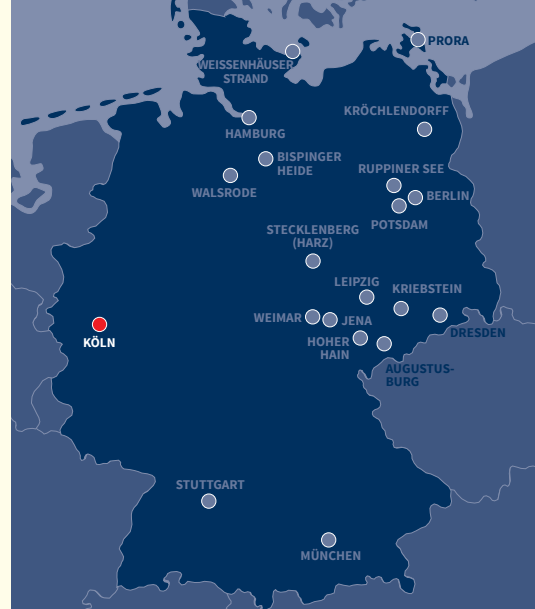 PRORA
WEISSENHÄUSER
STRAND
KRÖCHLENDORFF
HAMBURG
BISPINGER
HEIDE
RUPPINER SEE
WALSRODE
BERLIN
POTSDAM
STECKLENBERG
(HARZ)
LEIPZIG
KRIEBSTEIN
WEIMAR
JENA
DRESDEN
KÖLN
HOHER
HAIN
AUGUSTUS-
BURG
STUTTGART
MÜNCHEN